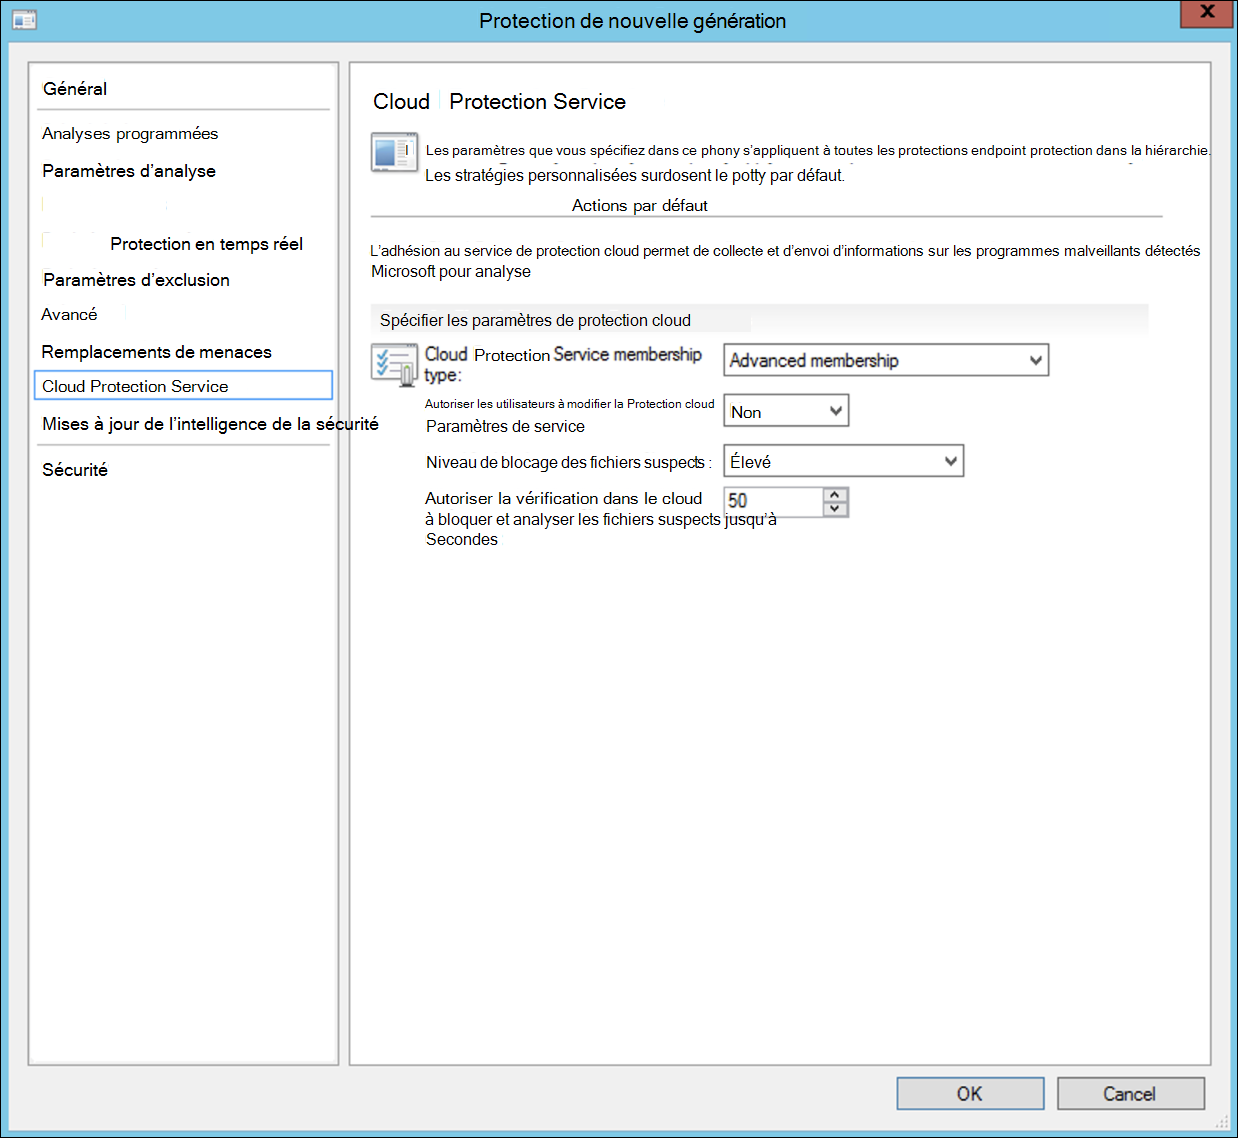 Protection de nouvelle génération
X
Général
Analyses programmées
Paramètres d’analyse
Actions par défaut
Protection en temps réel
Paramètres d’exclusion
Avancé
Remplacements de menaces
Cloud Protection Service
Mises à jour de l’intelligence de la sécurité
Sécurité
Cloud Protection Service
Les paramètres que vous spécifiez dans ce phony s’appliquent à toutes les protections endpoint protection dans la hiérarchie.
Les stratégies personnalisées surdosent le potty par défaut.
L’adhésion au service de protection cloud permet de collecte et d’envoi d’informations sur les programmes malveillants détectés
Microsoft pour analyse
Spécifier les paramètres de protection cloud
Cloud Protection Service membership
type:
Advanced membership
Autoriser les utilisateurs à modifier la Protection cloud
Paramètres de service
Non
Niveau de blocage des fichiers suspects :
Élevé
Autoriser la vérification dans le cloud
à bloquer et analyser les fichiers suspects jusqu’à
Secondes
50
OK
Cancel